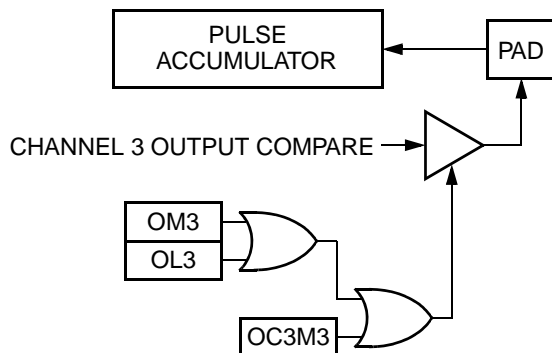 PULSE
ACCUMULATOR
PAD
CHANNEL 3 OUTPUT COMPARE
OM3
OL3
OC3M3